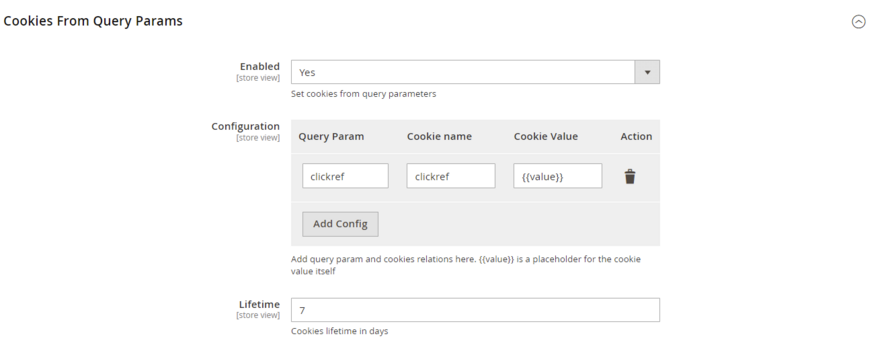 Cookies From Query Params
Enabled
[store view]
Yes
Set cookies from query parameters
Configuration
[store view]
Query Param Cookie name Cookie Value Action
clickref clickref {{value}}
Add Config
Add query param and cookies relations here. {{value}} is a placeholder for the cookie
value itself
Lifetime
[store view]
7
Cookies lifetime in days